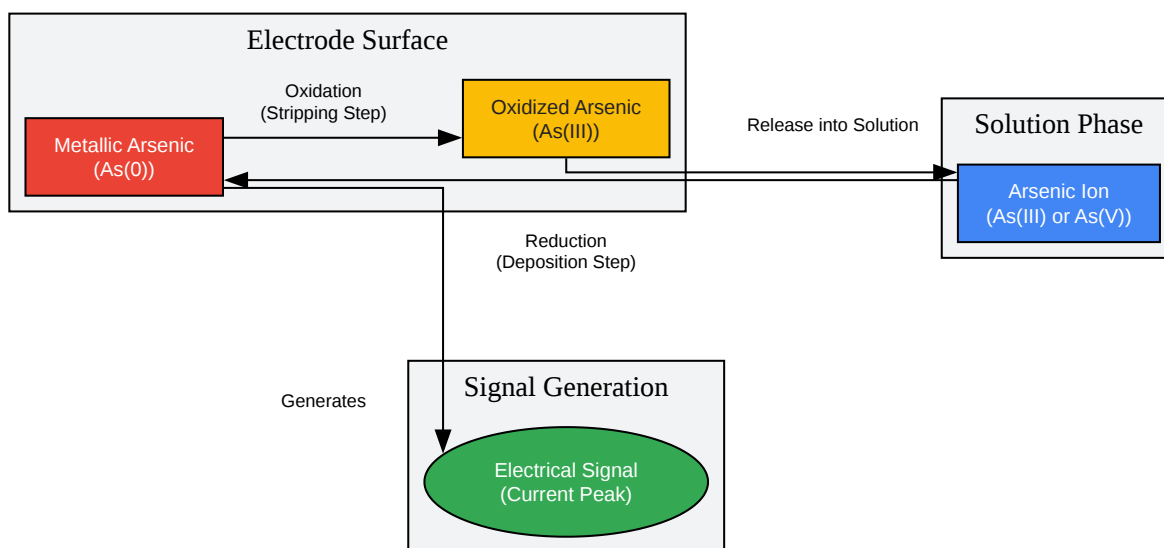 Electrode Surface
Oxidation
(Stripping Step)
Metallic Arsenic
(As(0))
Oxidized Arsenic
(As(III))
Release into Solution
Solution Phase
Arsenic Ion
(As(III) or As(V))
Reduction
(Deposition Step)
Generates
Signal Generation
Electrical Signal
(Current Peak)